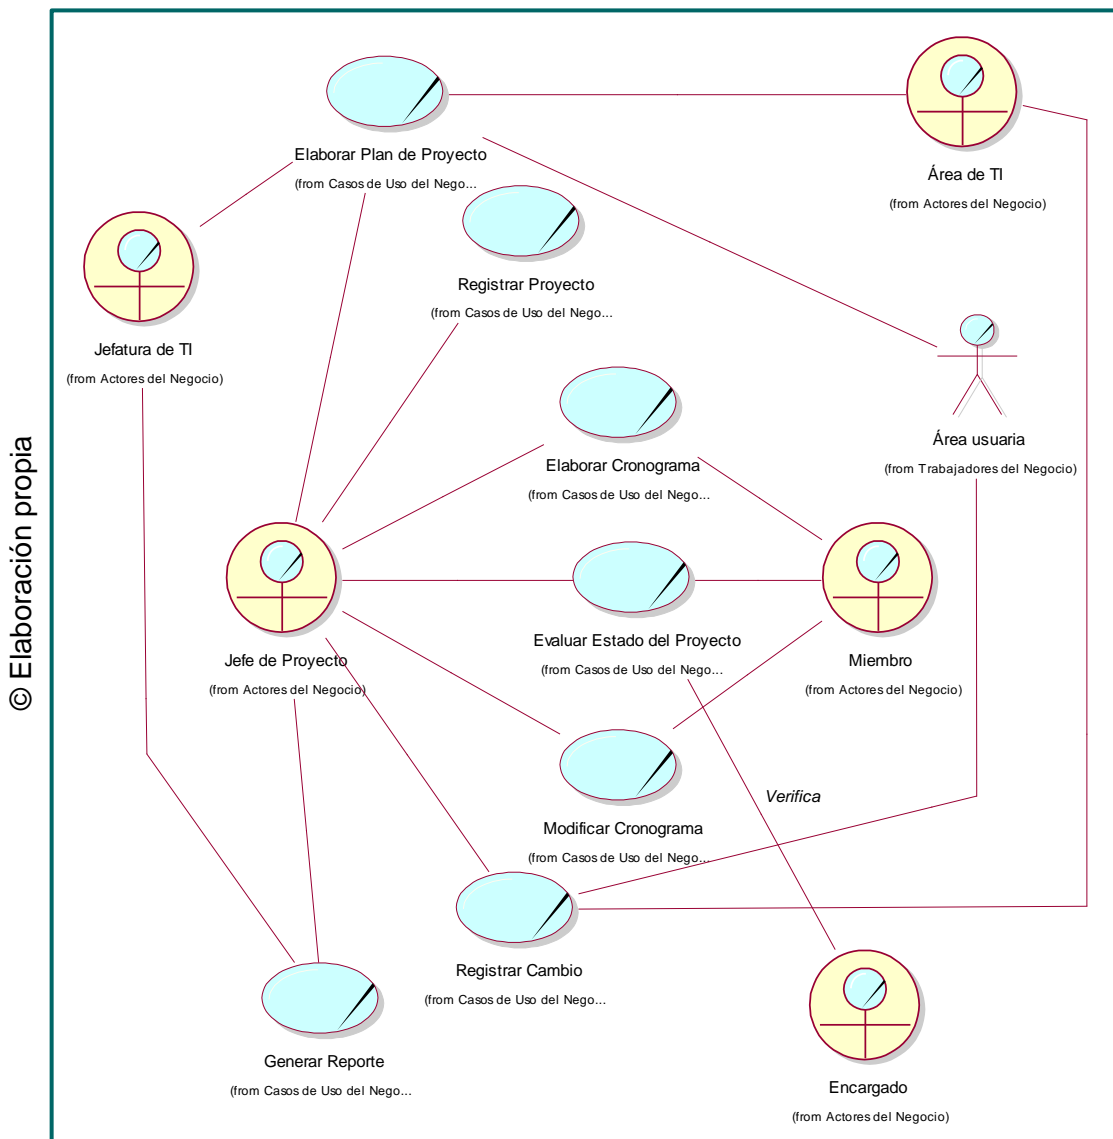 © Elaboración propia
Elaborar Plan de Proyecto
(from Casos de Uso del Nego...
Área de TI
(from Actores del Negocio)
Registrar Proyecto
(from Casos de Uso del Nego...
Jefatura de TI
(from Actores del Negocio)
Área usuaria
(from Trabajadores del Negocio)
Elaborar Cronograma
(from Casos de Uso del Nego...
Evaluar Estado del Proyecto
(from Casos de Uso del Nego...
Jefe de Proyecto
(from Actores del Negocio)
Miembro
(from Actores del Negocio)
Verifica
Modificar Cronograma
(from Casos de Uso del Nego...
Registrar Cambio
(from Casos de Uso del Nego...
Generar Reporte
(from Casos de Uso del Nego...
Encargado
(from Actores del Negocio)